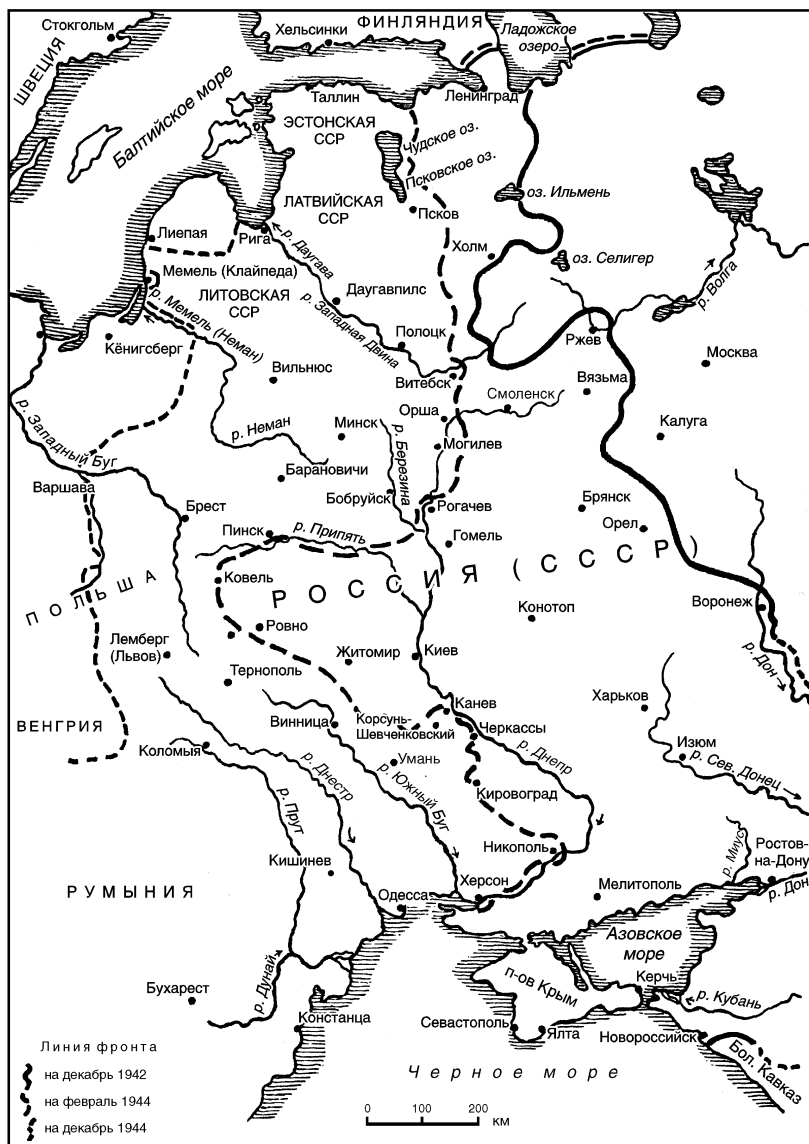 Стокгольм
ФИНЛЯНДИЯ
Хельсинки
Ладожское
озеро
ШВЕЦИЯ
Балтийское море
Таллин
Ленинград
ЭСТОНСКАЯ
ССР
Чудское оз.
Псковское оз.
оз. Ильмень
ЛАТВИЙСКАЯ
ССР
Псков
Лиепая
Рига
р. Даугава
Холм
оз. Селигер
р. Волга
Мемель (Клайпеда)
р. Мемель (Неман)
ЛИТОВСКАЯ
ССР
Даугавпилс
р. Западная Двина
Полоцк
Ржев
Москва
Кёнигсберг
Вильнюс
Витебск
Вязьма
Смоленск
Орша
Минск
Могилев
Калуга
р. Неман
р. Западный Буг
Варшава
Барановичи
р. Березина
Бобруйск
Рогачев
Брянск
Орел
Брест
Пинск
р. Припять
Гомель
ПОЛЬША
Ковель
РОССИЯ (СССР)
Воронеж
Конотоп
Ровно
Лемберг
(Львов)
Житомир
Киев
р. Дон
Тернополь
Харьков
ВЕНГРИЯ
Винница
Канев
Корсунь-
Шевченковский
Черкассы
Коломыя
Умань
р. Днепр
Изюм
р. Сев. Донец
р. Днестр
р. Южный Буг
Кировоград
р. Прут
Никополь
р. Миус
Ростов-
на-Дону
р. Дон
Кишинев
РУМЫНИЯ
Одесса
Херсон
Мелитополь
Азовское
море
р. Дунай
Бухарест
п-ов Крым
Керчь
р. Кубань
Констанца
Севастополь
Ялта
Новороссийск
Бол. Кавказ
Черное море
Линия фронта
на декабрь 1942
на февраль 1944
на декабрь 1944
0 100 200
КМ